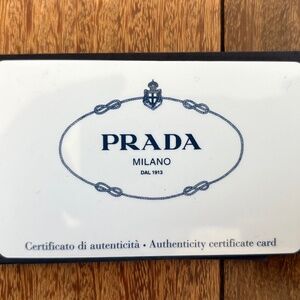 PRADA
MILANO
DAL 1913
Certificato di autenticità • Authenticity certificate card